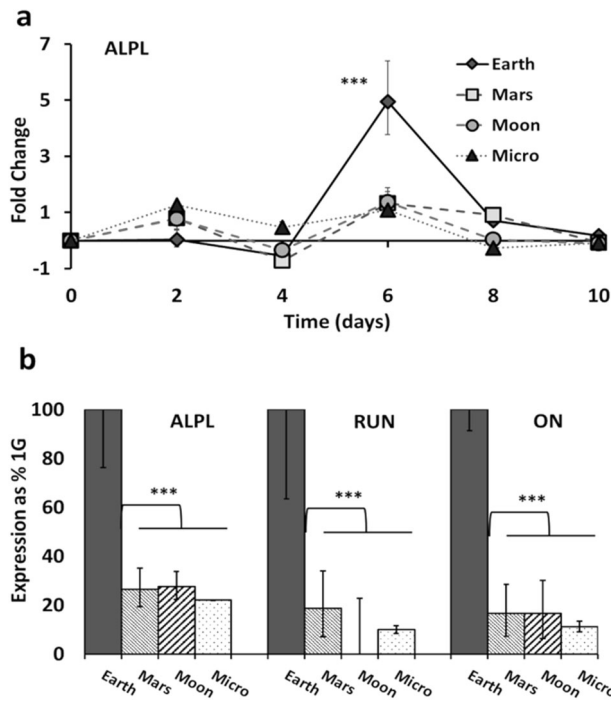 a
ALPL
Fold Change
7
5
3
1
-1
***
Earth
Mars
Moon
Micro
0 2 4 6 8 10
Time (days)
b
Expression as % 1G
100
80
60
40
20
0
ALPL RUN ON
*** *** ***
Earth Mars Moon Micro Earth Mars Moon Micro Earth Mars Moon Micro